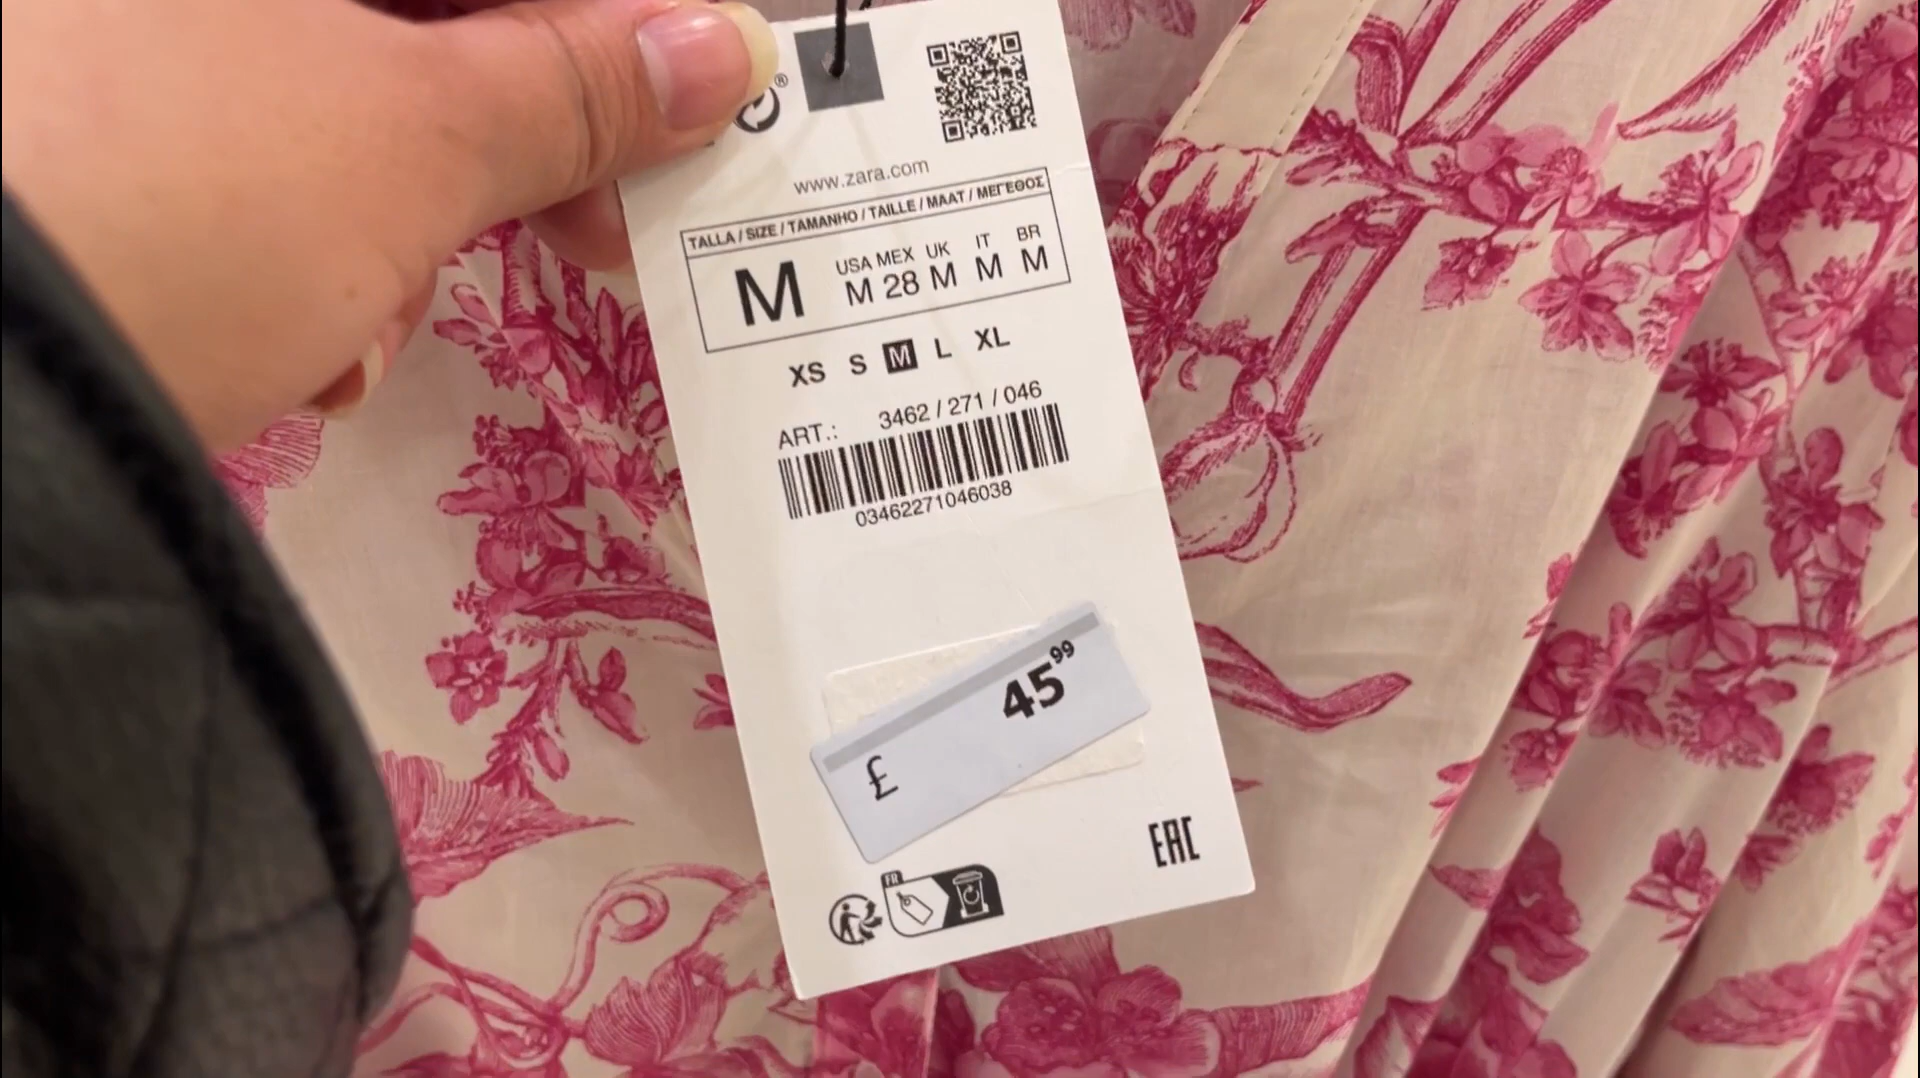 ®
www.zara.com
TALLA / SIZE / TAMANHO / TAILLE / MAAT / ΜΕΓΕΘΟΣ
M
USA MEX UK IT BR
M 28 M M M
XS S M L XL
ART.: 3462 / 271 / 046
03462271046038
£ 45⁹⁹
EAC
FR